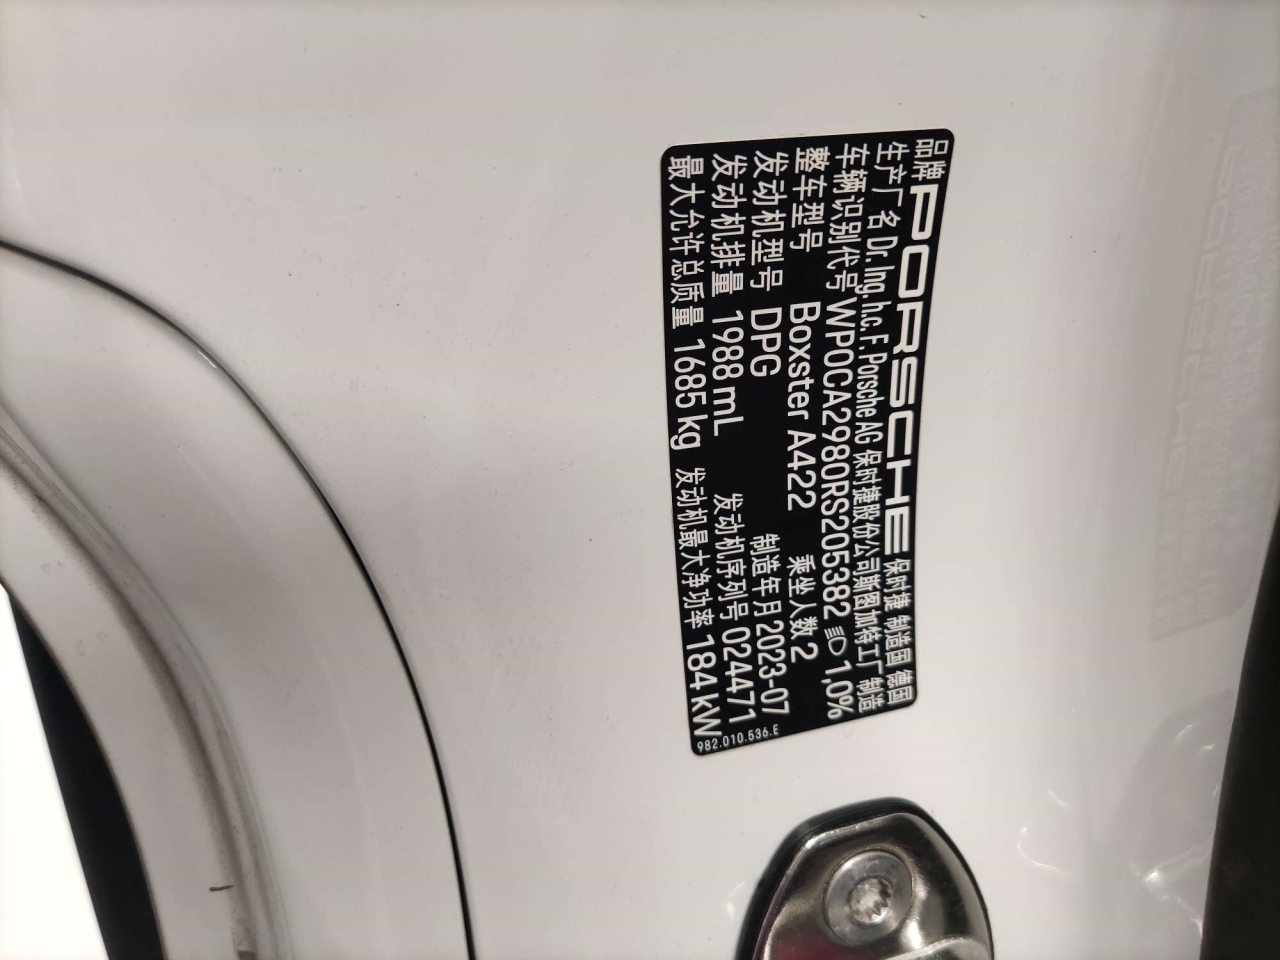 品牌 PORSCHE 保时捷 制造国 德国
生产厂名 Dr. Ing. h.c. F. Porsche AG 保时捷股份公司斯图加特工厂 制造
车辆识别代号 WP0CA2980RS205382 1,0%
整车型号 Boxster A422 乘坐人数 2
发动机型号 DPG 制造年月 2023-07
发动机排量 1988 mL 发动机序列号 024471
最大允许总质量 1685 kg 发动机最大净功率 184 kW
982.010.536.E